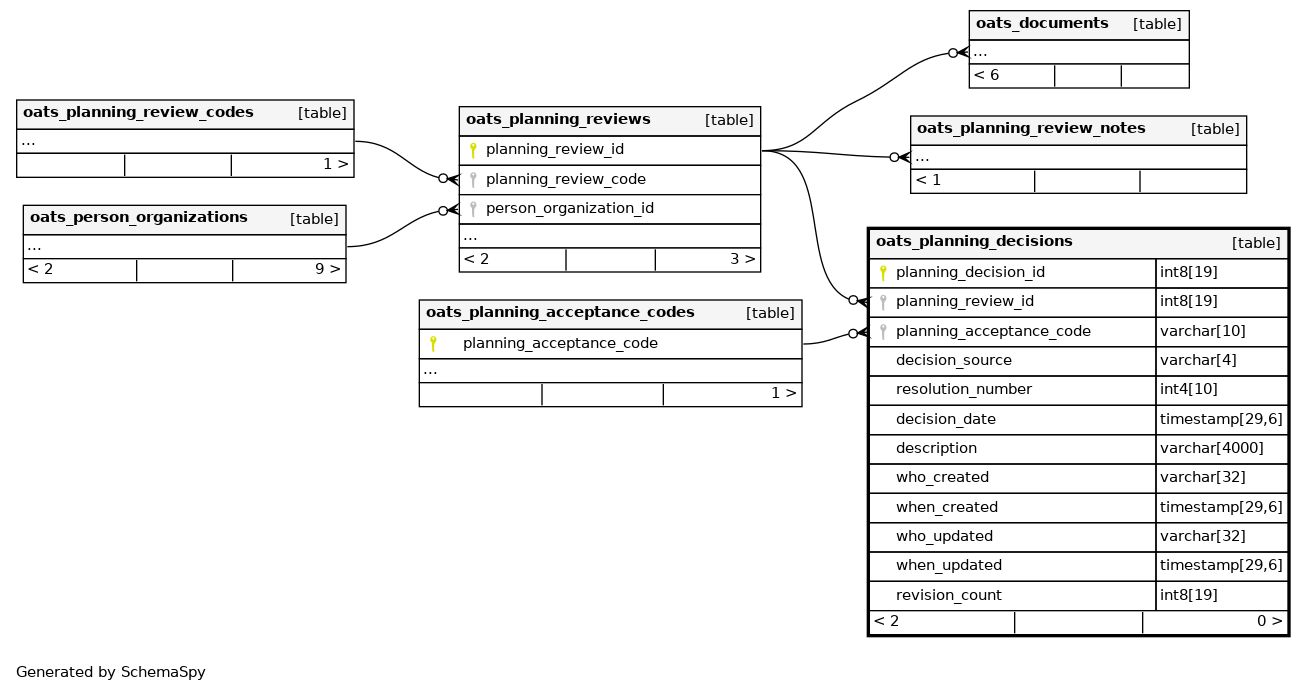 oats_documents [table]
...
< 6
oats_planning_review_codes [table]
...
1 >
oats_planning_reviews [table]
planning_review_id
planning_review_code
person_organization_id
...
< 2 3 >
oats_planning_review_notes [table]
...
< 1
oats_person_organizations [table]
...
< 2 9 >
oats_planning_acceptance_codes [table]
planning_acceptance_code
...
1 >
oats_planning_decisions [table]
planning_decision_id int8[19]
planning_review_id int8[19]
planning_acceptance_code varchar[10]
decision_source varchar[4]
resolution_number int4[10]
decision_date timestamp[29,6]
description varchar[4000]
who_created varchar[32]
when_created timestamp[29,6]
who_updated varchar[32]
when_updated timestamp[29,6]
revision_count int8[19]
< 2 0 >
Generated by SchemaSpy